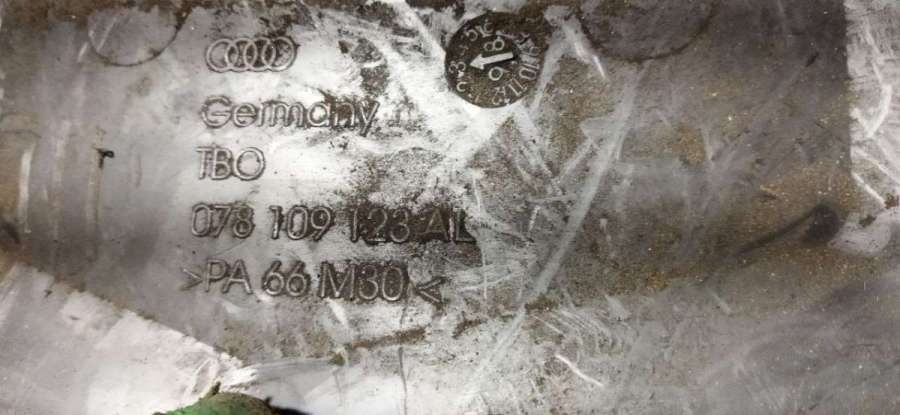 Germany
TBO
078 109 123 AL
>PA 66 M30<